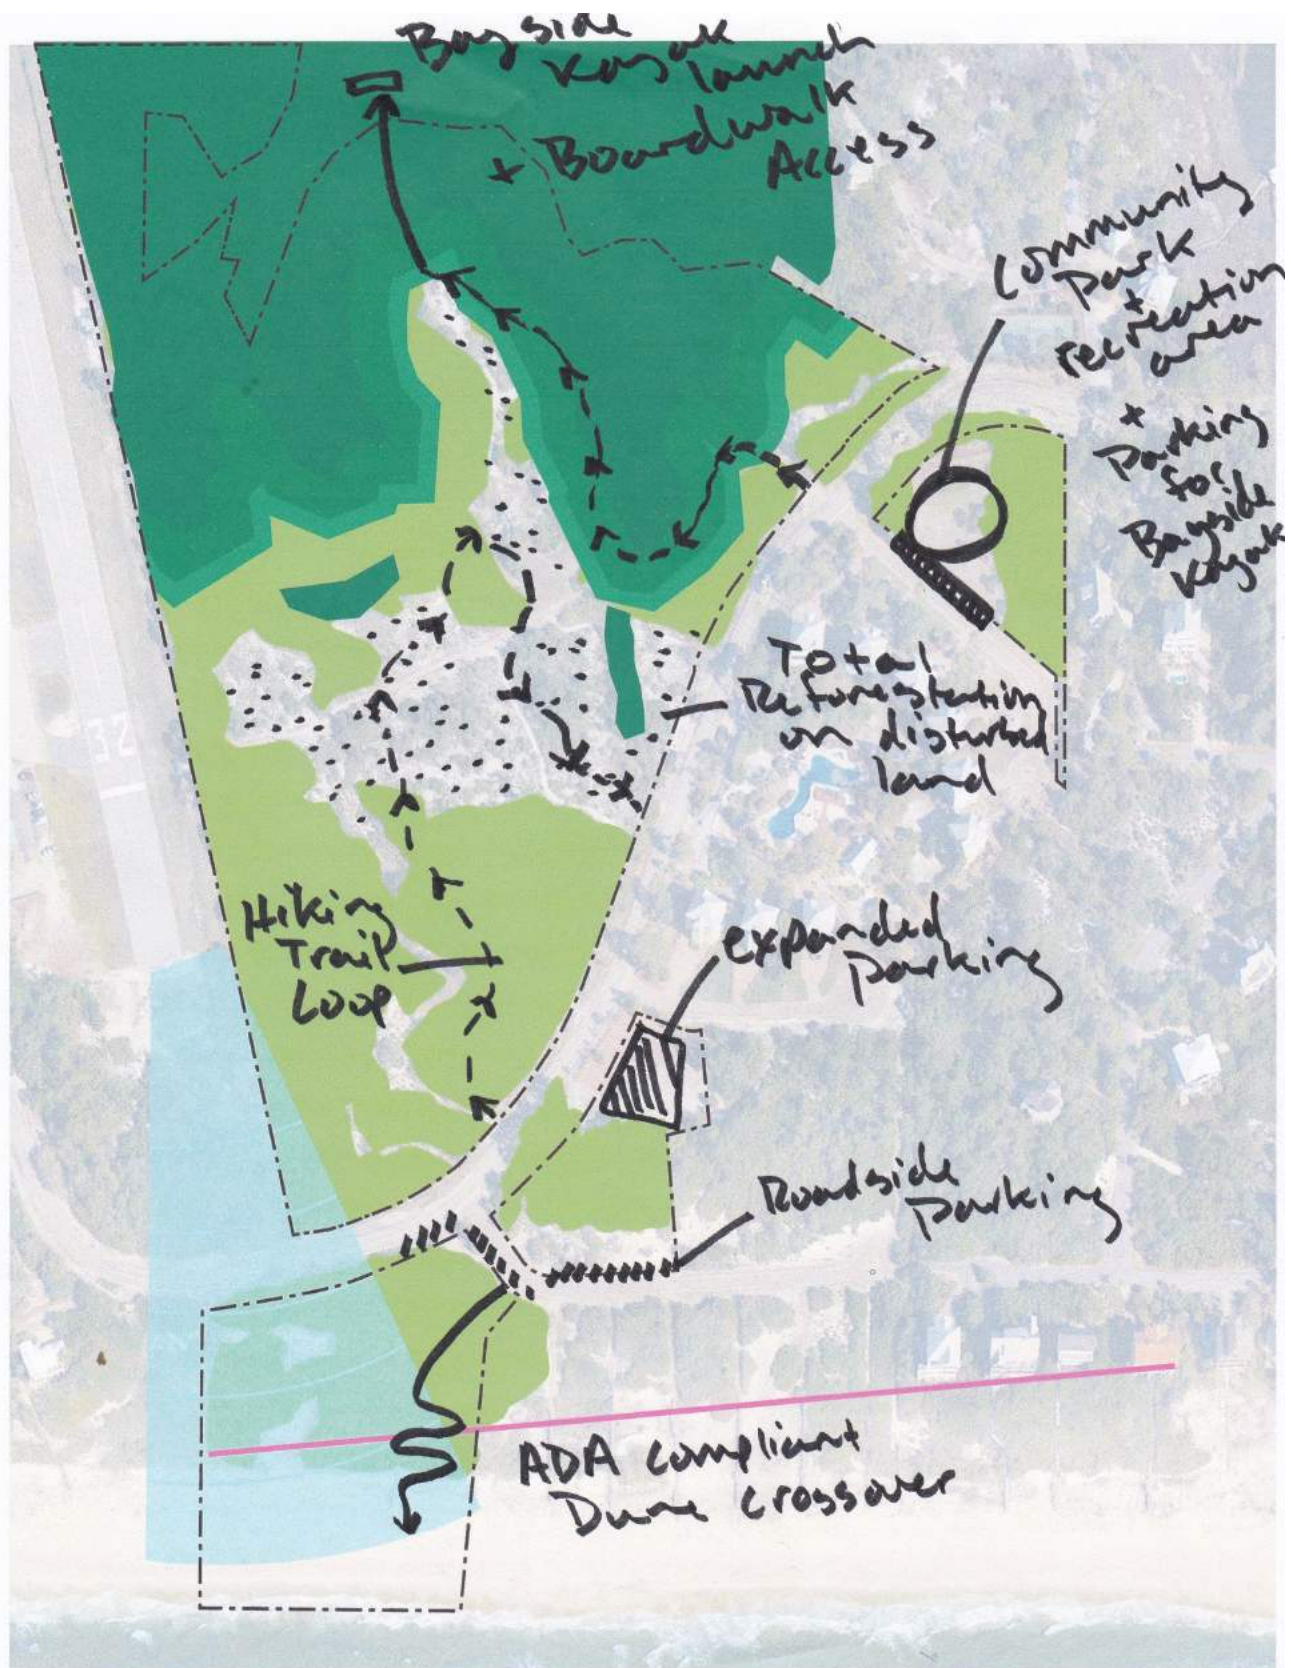 Bayside
Kayak
launch
+ Boardwalk
Access
Community
Park
+
recreation
area
+
Parking
for
Bayside
Kayak
Total
Reforestation
on disturbed
land
Hiking
Trail
Loop
expanded
parking
Roadside
parking
ADA compliant
Dune crossover
32